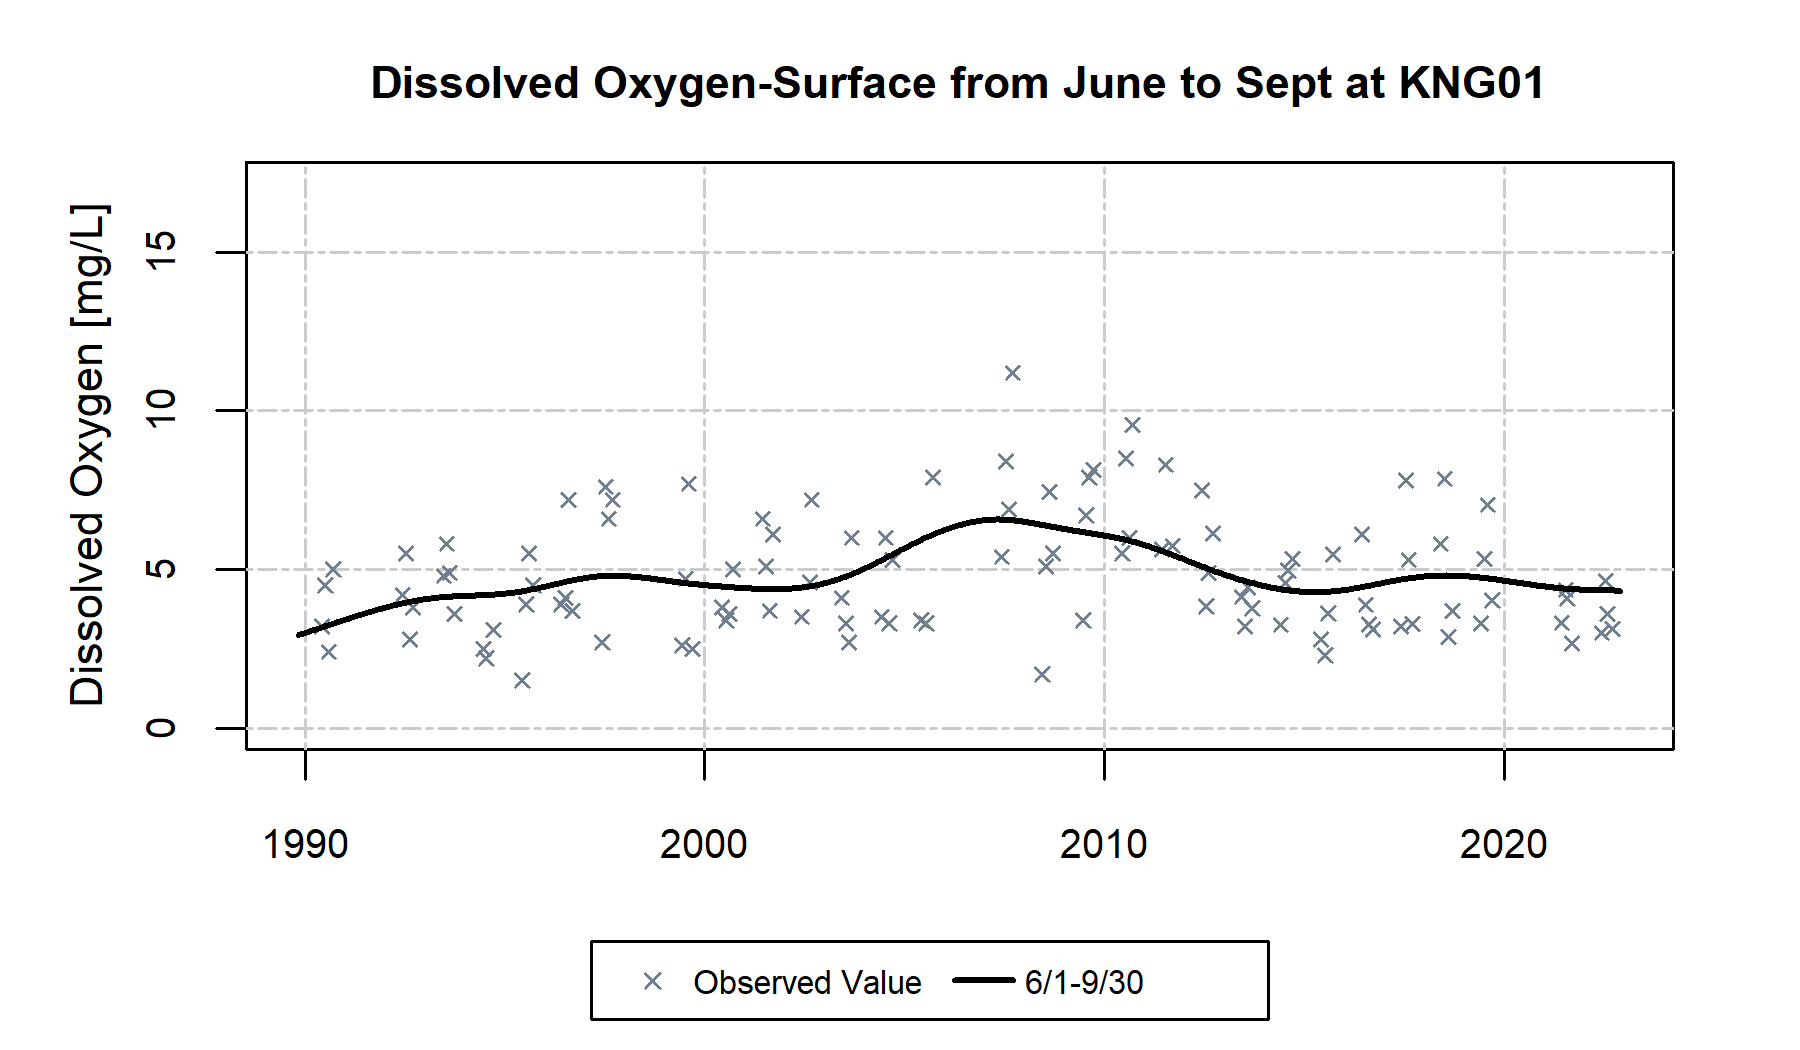 Dissolved Oxygen-Surface from June to Sept at KNG01
Dissolved Oxygen [mg/L]
15
10
5
0
1990 2000 2010 2020
Observed Value 6/1-9/30